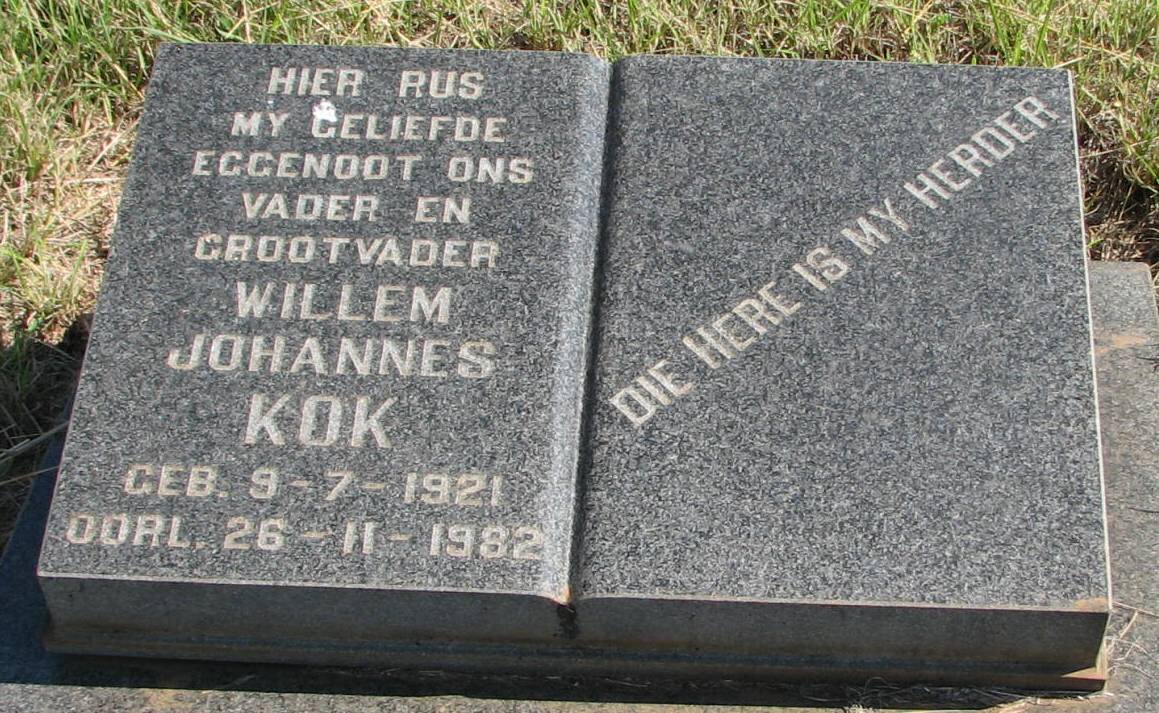 HIER RUS
MY GELIEFDE
EGGENOOT ONS
VADER EN
GROOTVADER
WILLEM
JOHANNES
KOK
GEB. 9-7-1921
OORL. 26-11-1982
DIE HERE IS MY HERDER